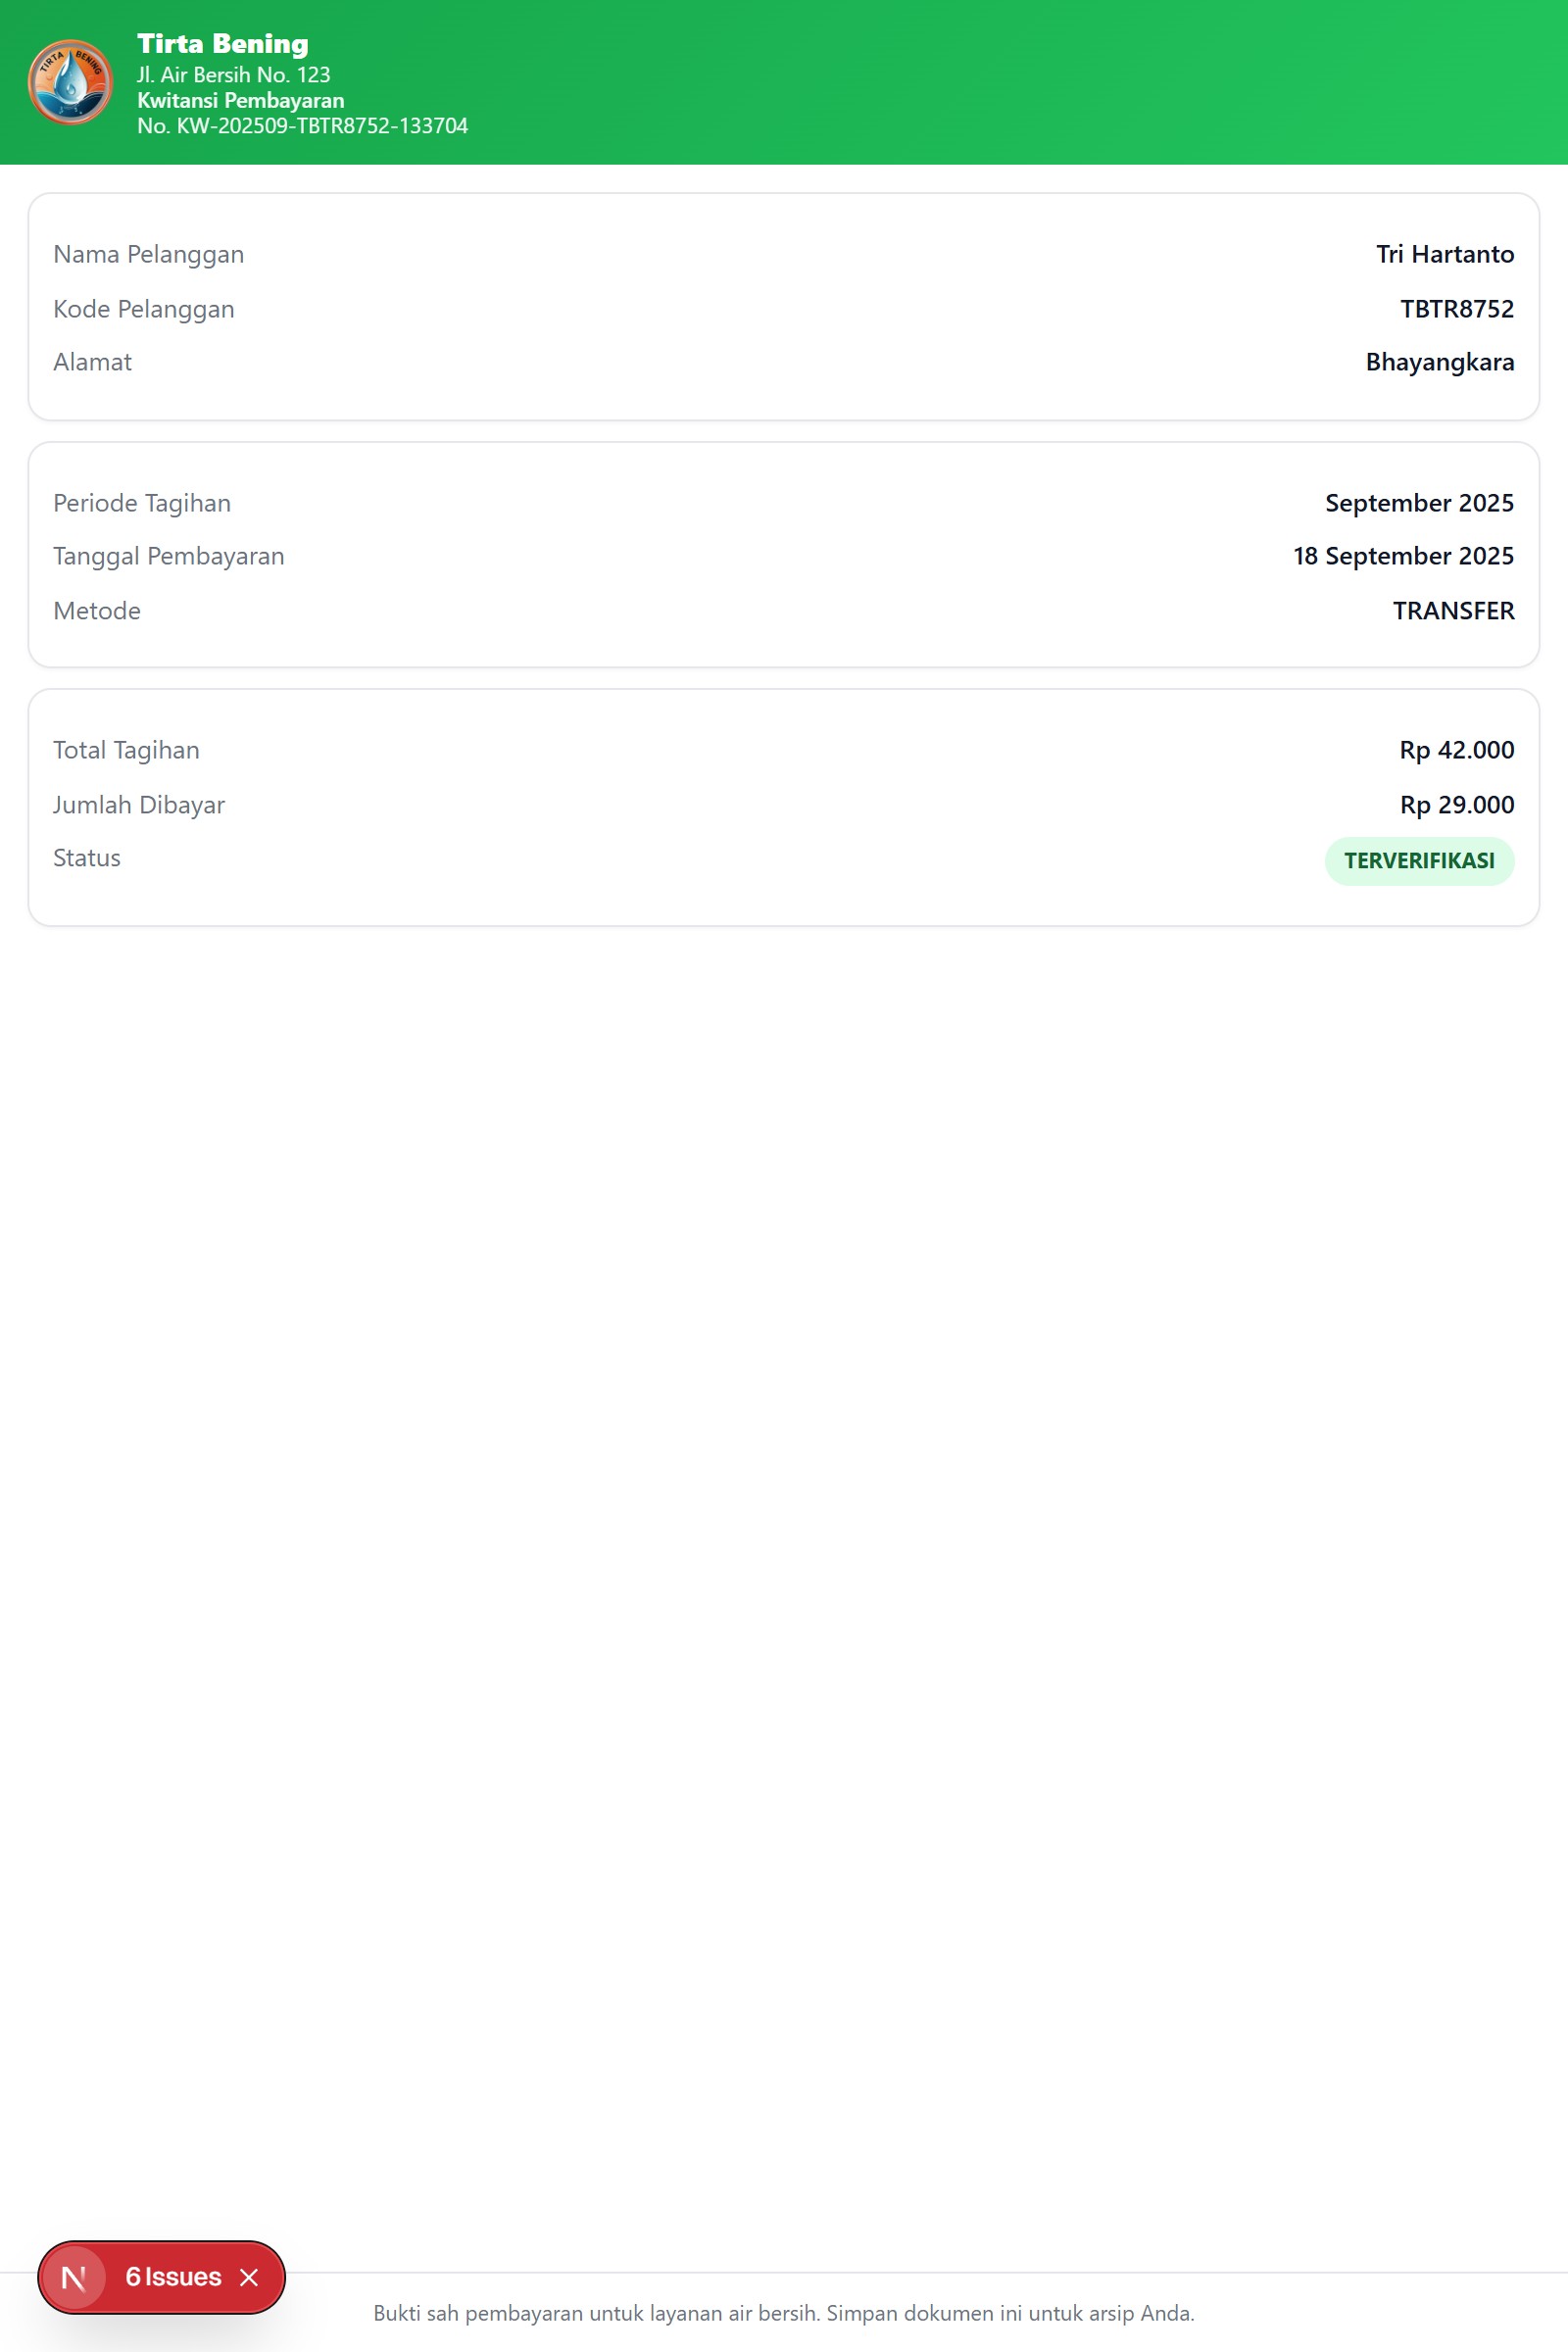 TIRTA BENING
Tirta Bening
Jl. Air Bersih No. 123
Kwitansi Pembayaran
No. KW-202509-TBTR8752-133704
Nama Pelanggan Tri Hartanto
Kode Pelanggan TBTR8752
Alamat Bhayangkara
Periode Tagihan September 2025
Tanggal Pembayaran 18 September 2025
Metode TRANSFER
Total Tagihan Rp 42.000
Jumlah Dibayar Rp 29.000
Status TERVERIFIKASI
N 6 Issues
Bukti sah pembayaran untuk layanan air bersih. Simpan dokumen ini untuk arsip Anda.